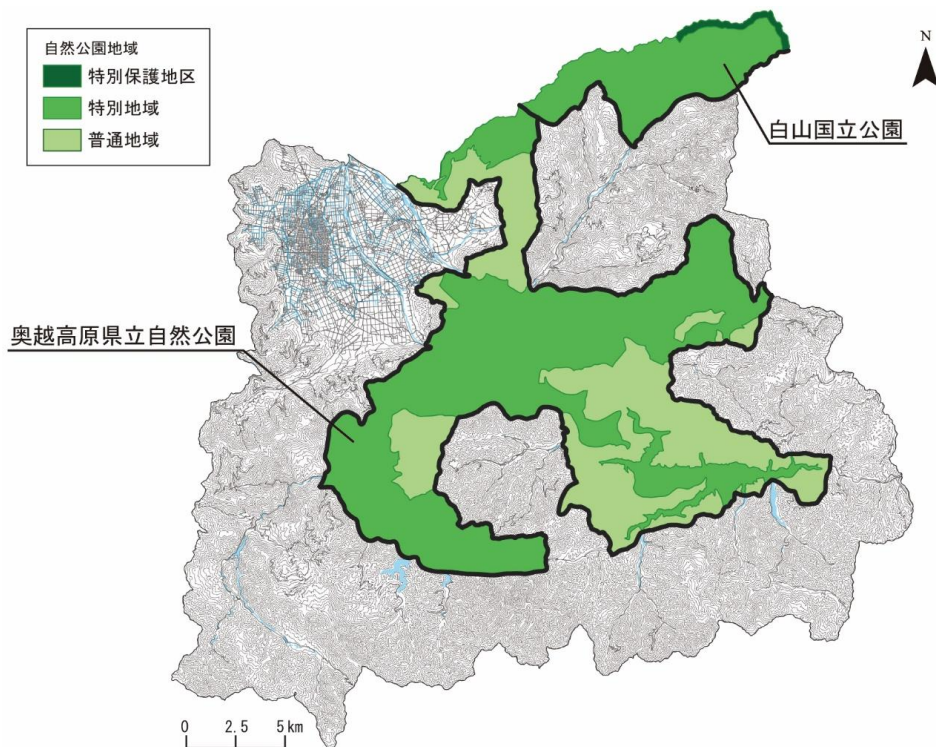 自然公園地域
特別保護地区
特別地域
普通地域
N
白山国立公園
奥越高原県立自然公園
0 2.5 5km